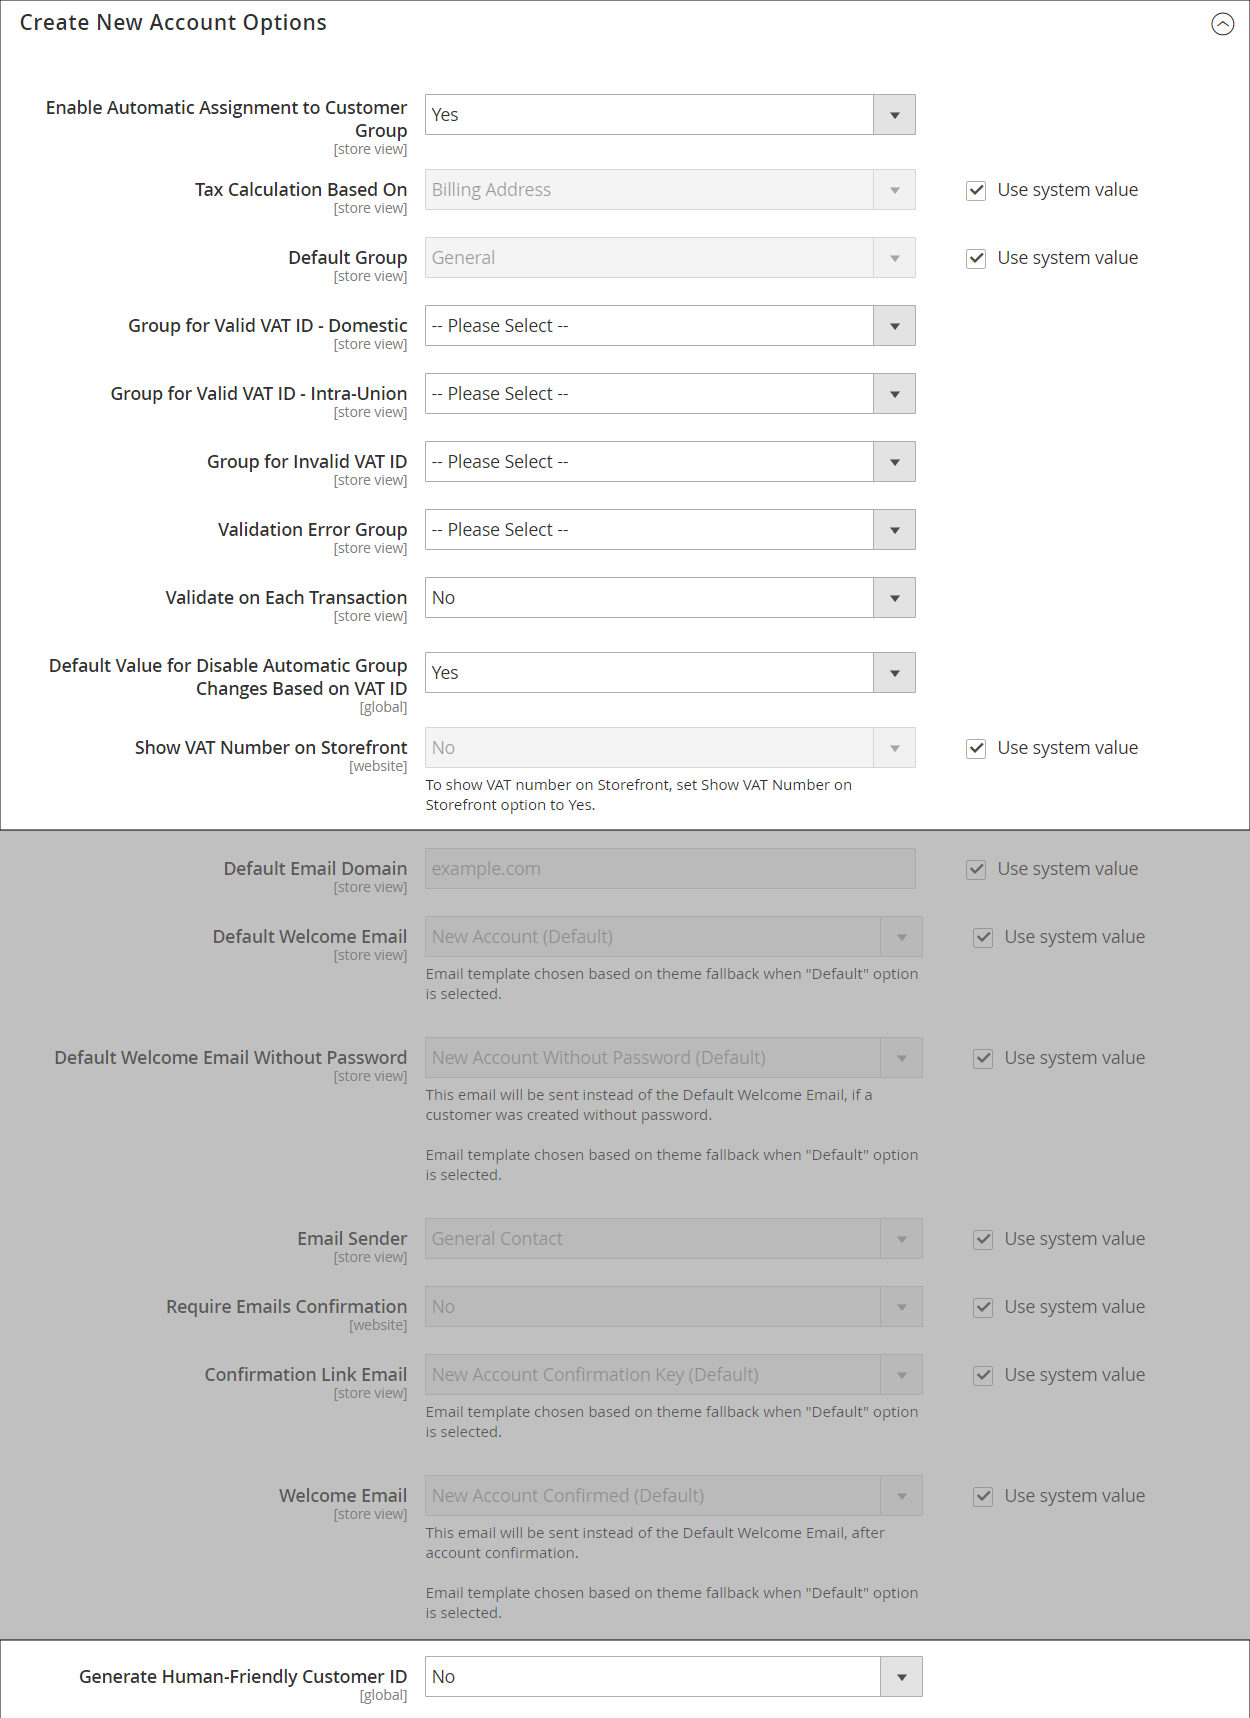 Create New Account Options
Enable Automatic Assignment to Customer
Group
[store view]
Yes
Tax Calculation Based On
[store view]
Billing Address
Use system value
Default Group
[store view]
General
Use system value
Group for Valid VAT ID - Domestic
[store view]
-- Please Select --
Group for Valid VAT ID - Intra-Union
[store view]
-- Please Select --
Group for Invalid VAT ID
[store view]
-- Please Select --
Validation Error Group
[store view]
-- Please Select --
Validate on Each Transaction
[store view]
No
Default Value for Disable Automatic Group
Changes Based on VAT ID
[global]
Yes
Show VAT Number on Storefront
[website]
No
Use system value
To show VAT number on Storefront, set Show VAT Number on
Storefront option to Yes.
Default Email Domain
[store view]
example.com
Use system value
Default Welcome Email
[store view]
New Account (Default)
Use system value
Email template chosen based on theme fallback when "Default" option
is selected.
Default Welcome Email Without Password
[store view]
New Account Without Password (Default)
Use system value
This email will be sent instead of the Default Welcome Email, if a
customer was created without password.
Email template chosen based on theme fallback when "Default" option
is selected.
Email Sender
[store view]
General Contact
Use system value
Require Emails Confirmation
[website]
No
Use system value
Confirmation Link Email
[store view]
New Account Confirmation Key (Default)
Use system value
Email template chosen based on theme fallback when "Default" option
is selected.
Welcome Email
[store view]
New Account Confirmed (Default)
Use system value
This email will be sent instead of the Default Welcome Email, after
account confirmation.
Email template chosen based on theme fallback when "Default" option
is selected.
Generate Human-Friendly Customer ID
[global]
No